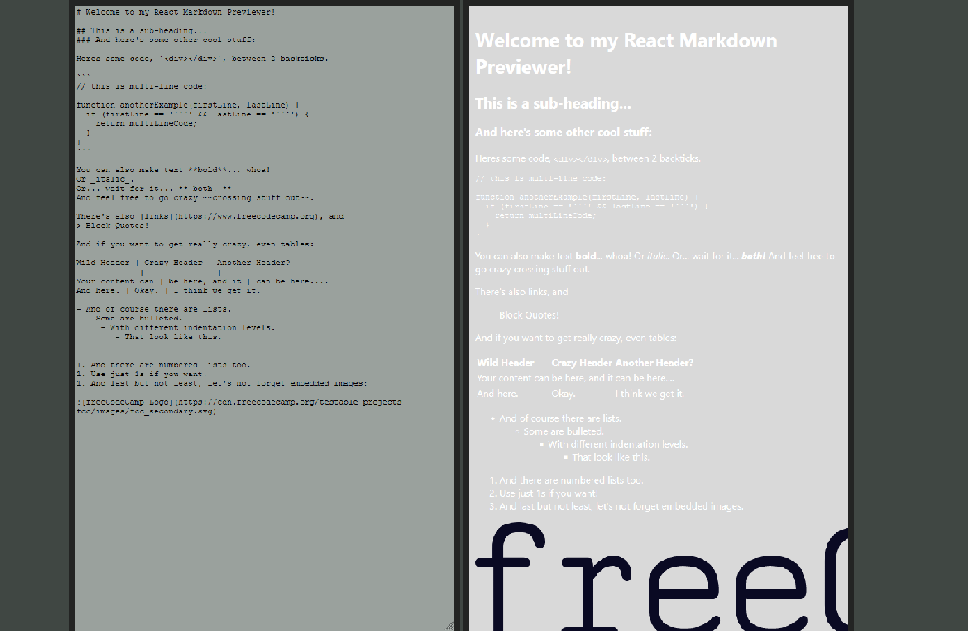 # Welcome to my React Markdown Previewer!
## This is a sub-heading...
### And here's some other cool stuff:
Heres some code, `<div></div>`, between 2 backticks.
```
// this is multi-line code:
function anotherExample(firstLine, lastLine) {
if (firstLine == '```' && lastLine == '```') {
return multiLineCode;
}
}
```
You can also make text **bold**... whoa!
Or _italic_.
Or... wait for it... **_both!_**
And feel free to go crazy ~~crossing stuff out~~.
There's also [links](https://www.freecodecamp.org), and
> Block Quotes!
And if you want to get really crazy, even tables:
Wild Header | Crazy Header | Another Header?
Your content can | be here, and it | can be here....
And here. | Okay. | I think we get it.
- And of course there are lists.
- Some are bulleted.
- With different indentation levels.
- That look like this.
1. And there are numbered lists too.
1. Use just 1s if you want
1. And last but not least, let's not forget embedded images:
![freeCodeCamp Logo](https://cdn.freecodecamp.org/testable-projects-
fcc/images/fcc_secondary.svg)
Welcome to my React Markdown
Previewer!
This is a sub-heading...
And here's some other cool stuff:
Heres some code, <div></div>, between 2 backticks.
// this is multi-line code:
function anotherExample(firstLine, lastLine) {
if (firstLine == '```' && lastLine == '```') {
return multiLineCode;
}
You can also make text bold... whoa! Or italic. Or... wait for it... both! And feel free to
go crazy crossing stuff out.
There's also links, and
Block Quotes!
And if you want to get really crazy, even tables:
Wild Header Crazy Header Another Header?
Your content can be here, and it can be here....
And here. Okay. I think we get it.
And of course there are lists.
Some are bulleted.
With different indentation levels.
That look like this.
1. And there are numbered lists too.
2. Use just 1s if you want
3. And last but not least, let's not forget embedded images:
free